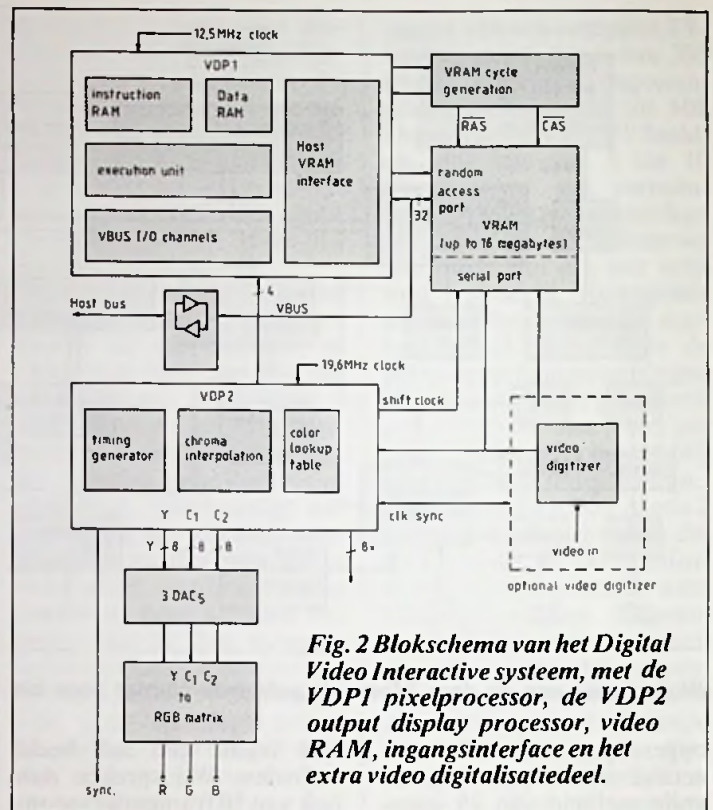 12,5MHz clock
VDP1
instruction
RAM
Data
RAM
execution unit
VBUS I/O channels
Host
VRAM
interface
VRAM cycle
generation
RAS
CAS
random
access
port
VRAM
(up to 16 megabytes)
serial port
32
4
Host bus
VBUS
19,6MHz clock
VDP2
timing
generator
chroma
interpolation
color
lookup
table
shift clock
clk sync
video
digitizer
video in
optional video digitizer
Y C1 C2
Y 8 8 8
8*
3 DACS
Y C1 C2
to
RGB matrix
sync.
R G B
Fig. 2 Blokschema van het Digital
Video Interactive systeem, met de
VDP1 pixelprocessor, de VDP2
output display processor, video
RAM, ingangsinterface en het
extra video digitalisatiedeel.